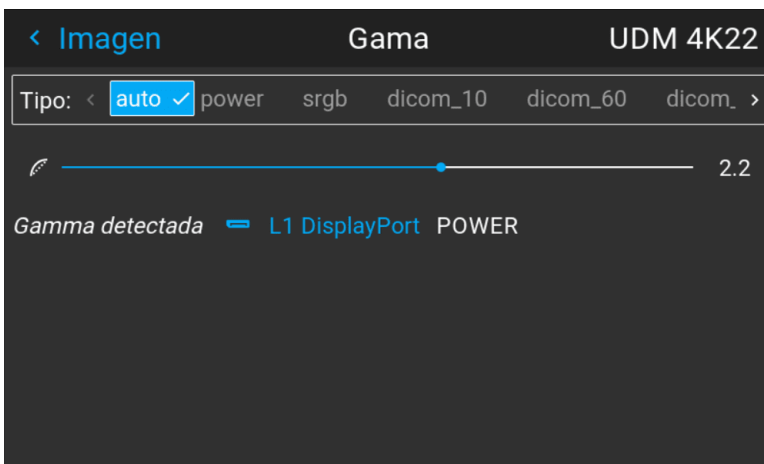 Imagen Gama UDM 4K22
Tipo: auto power srgb dicom_10 dicom_60 dicom_
2.2
Gamma detectada L1 DisplayPort POWER